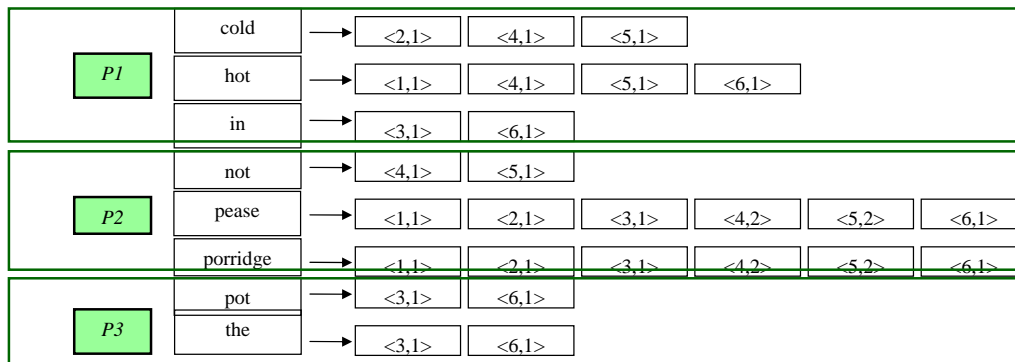 cold <2,1> <4,1> <5,1>
P1 hot <1,1> <4,1> <5,1> <6,1>
in <3,1> <6,1>
not <4,1> <5,1>
P2 pease <1,1> <2,1> <3,1> <4,2> <5,2> <6,1>
porridge <1,1> <2,1> <3,1> <4,2> <5,2> <6,1>
pot <3,1> <6,1>
P3 the <3,1> <6,1>